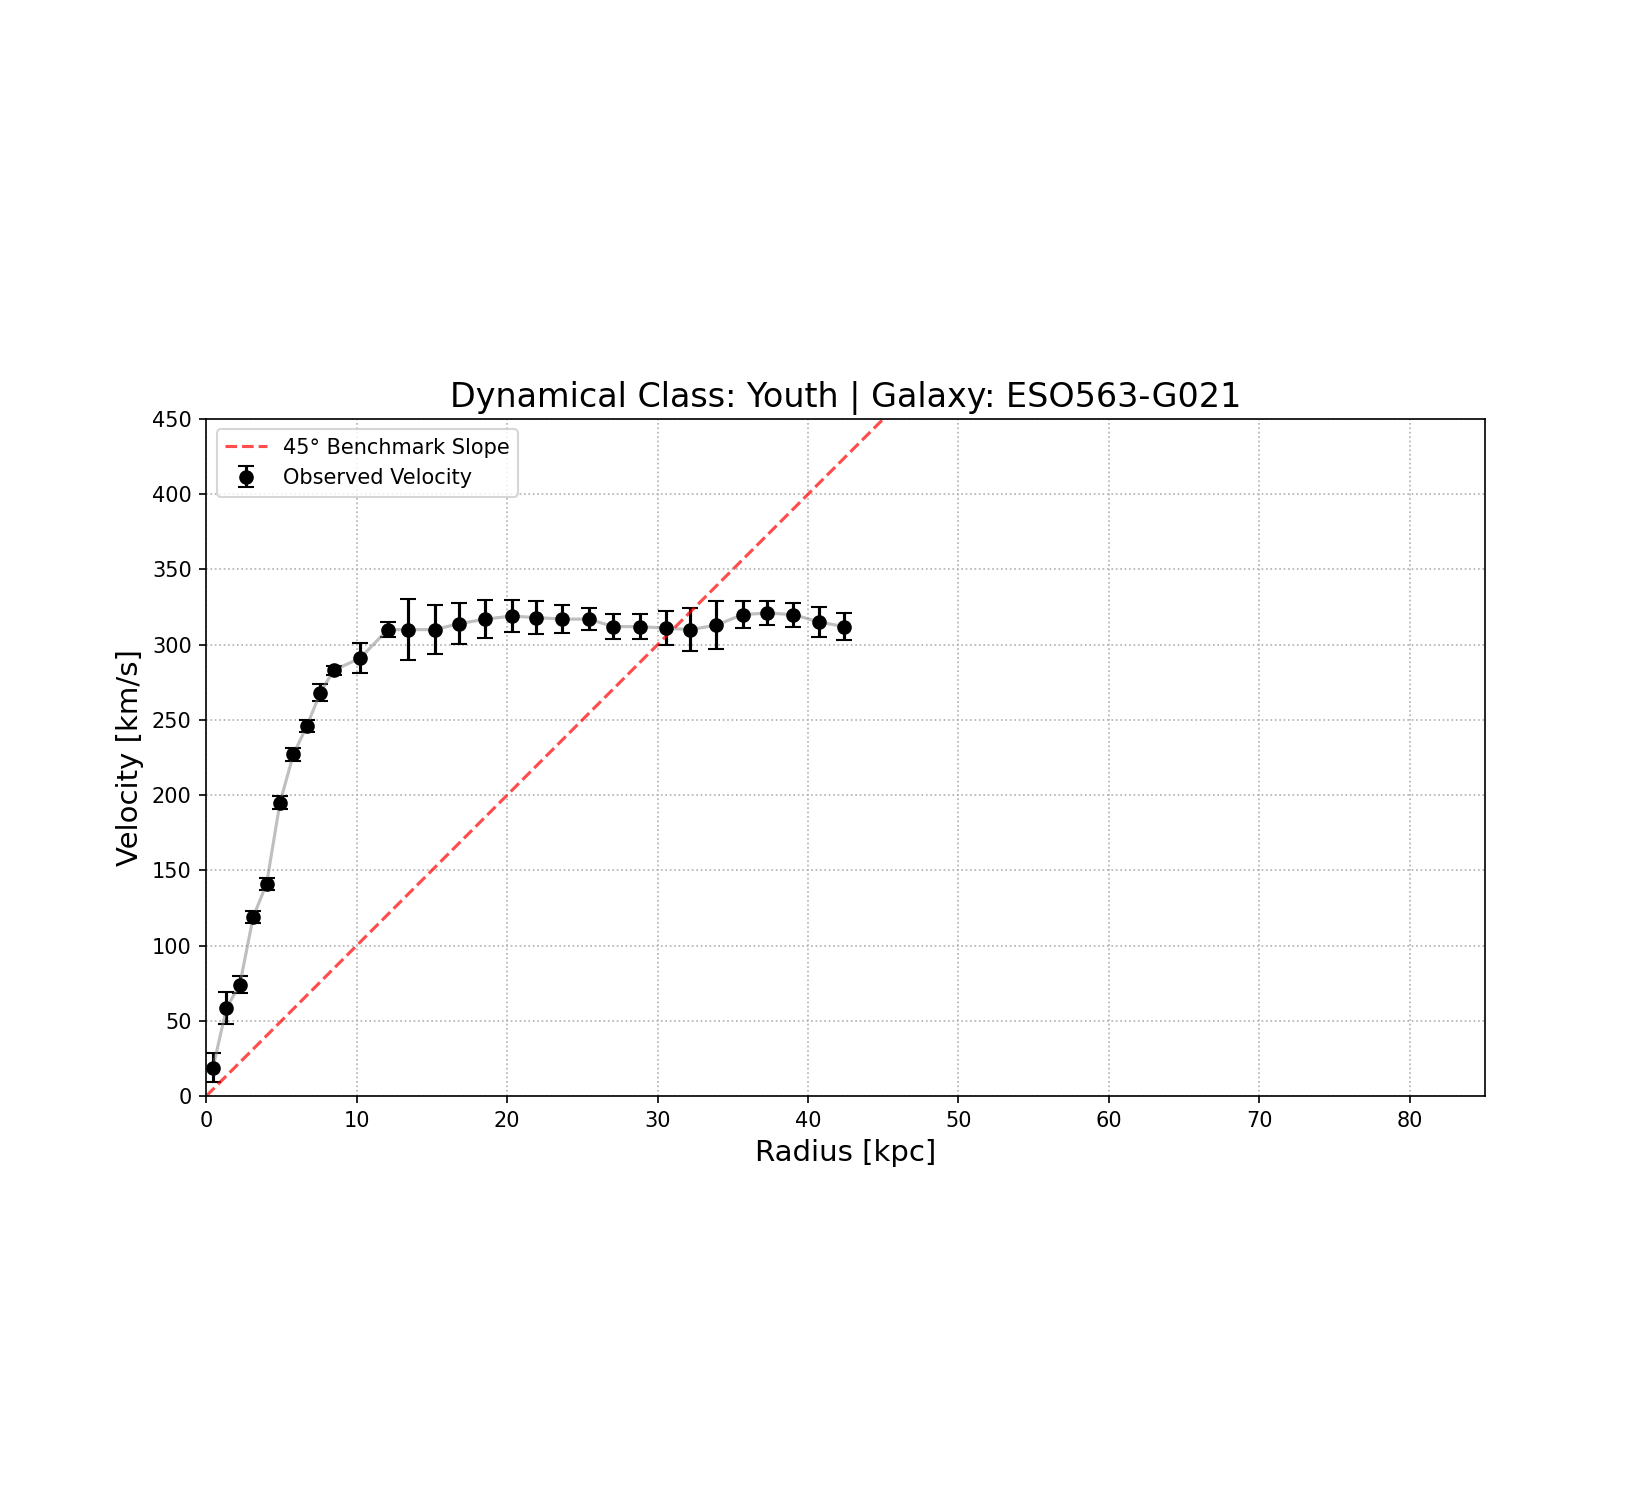 Dynamical Class: Youth | Galaxy: ESO563-G021
45° Benchmark Slope
Observed Velocity
450
400
350
300
250
200
150
100
50
0
Velocity [km/s]
0 10 20 30 40 50 60 70 80
Radius [kpc]